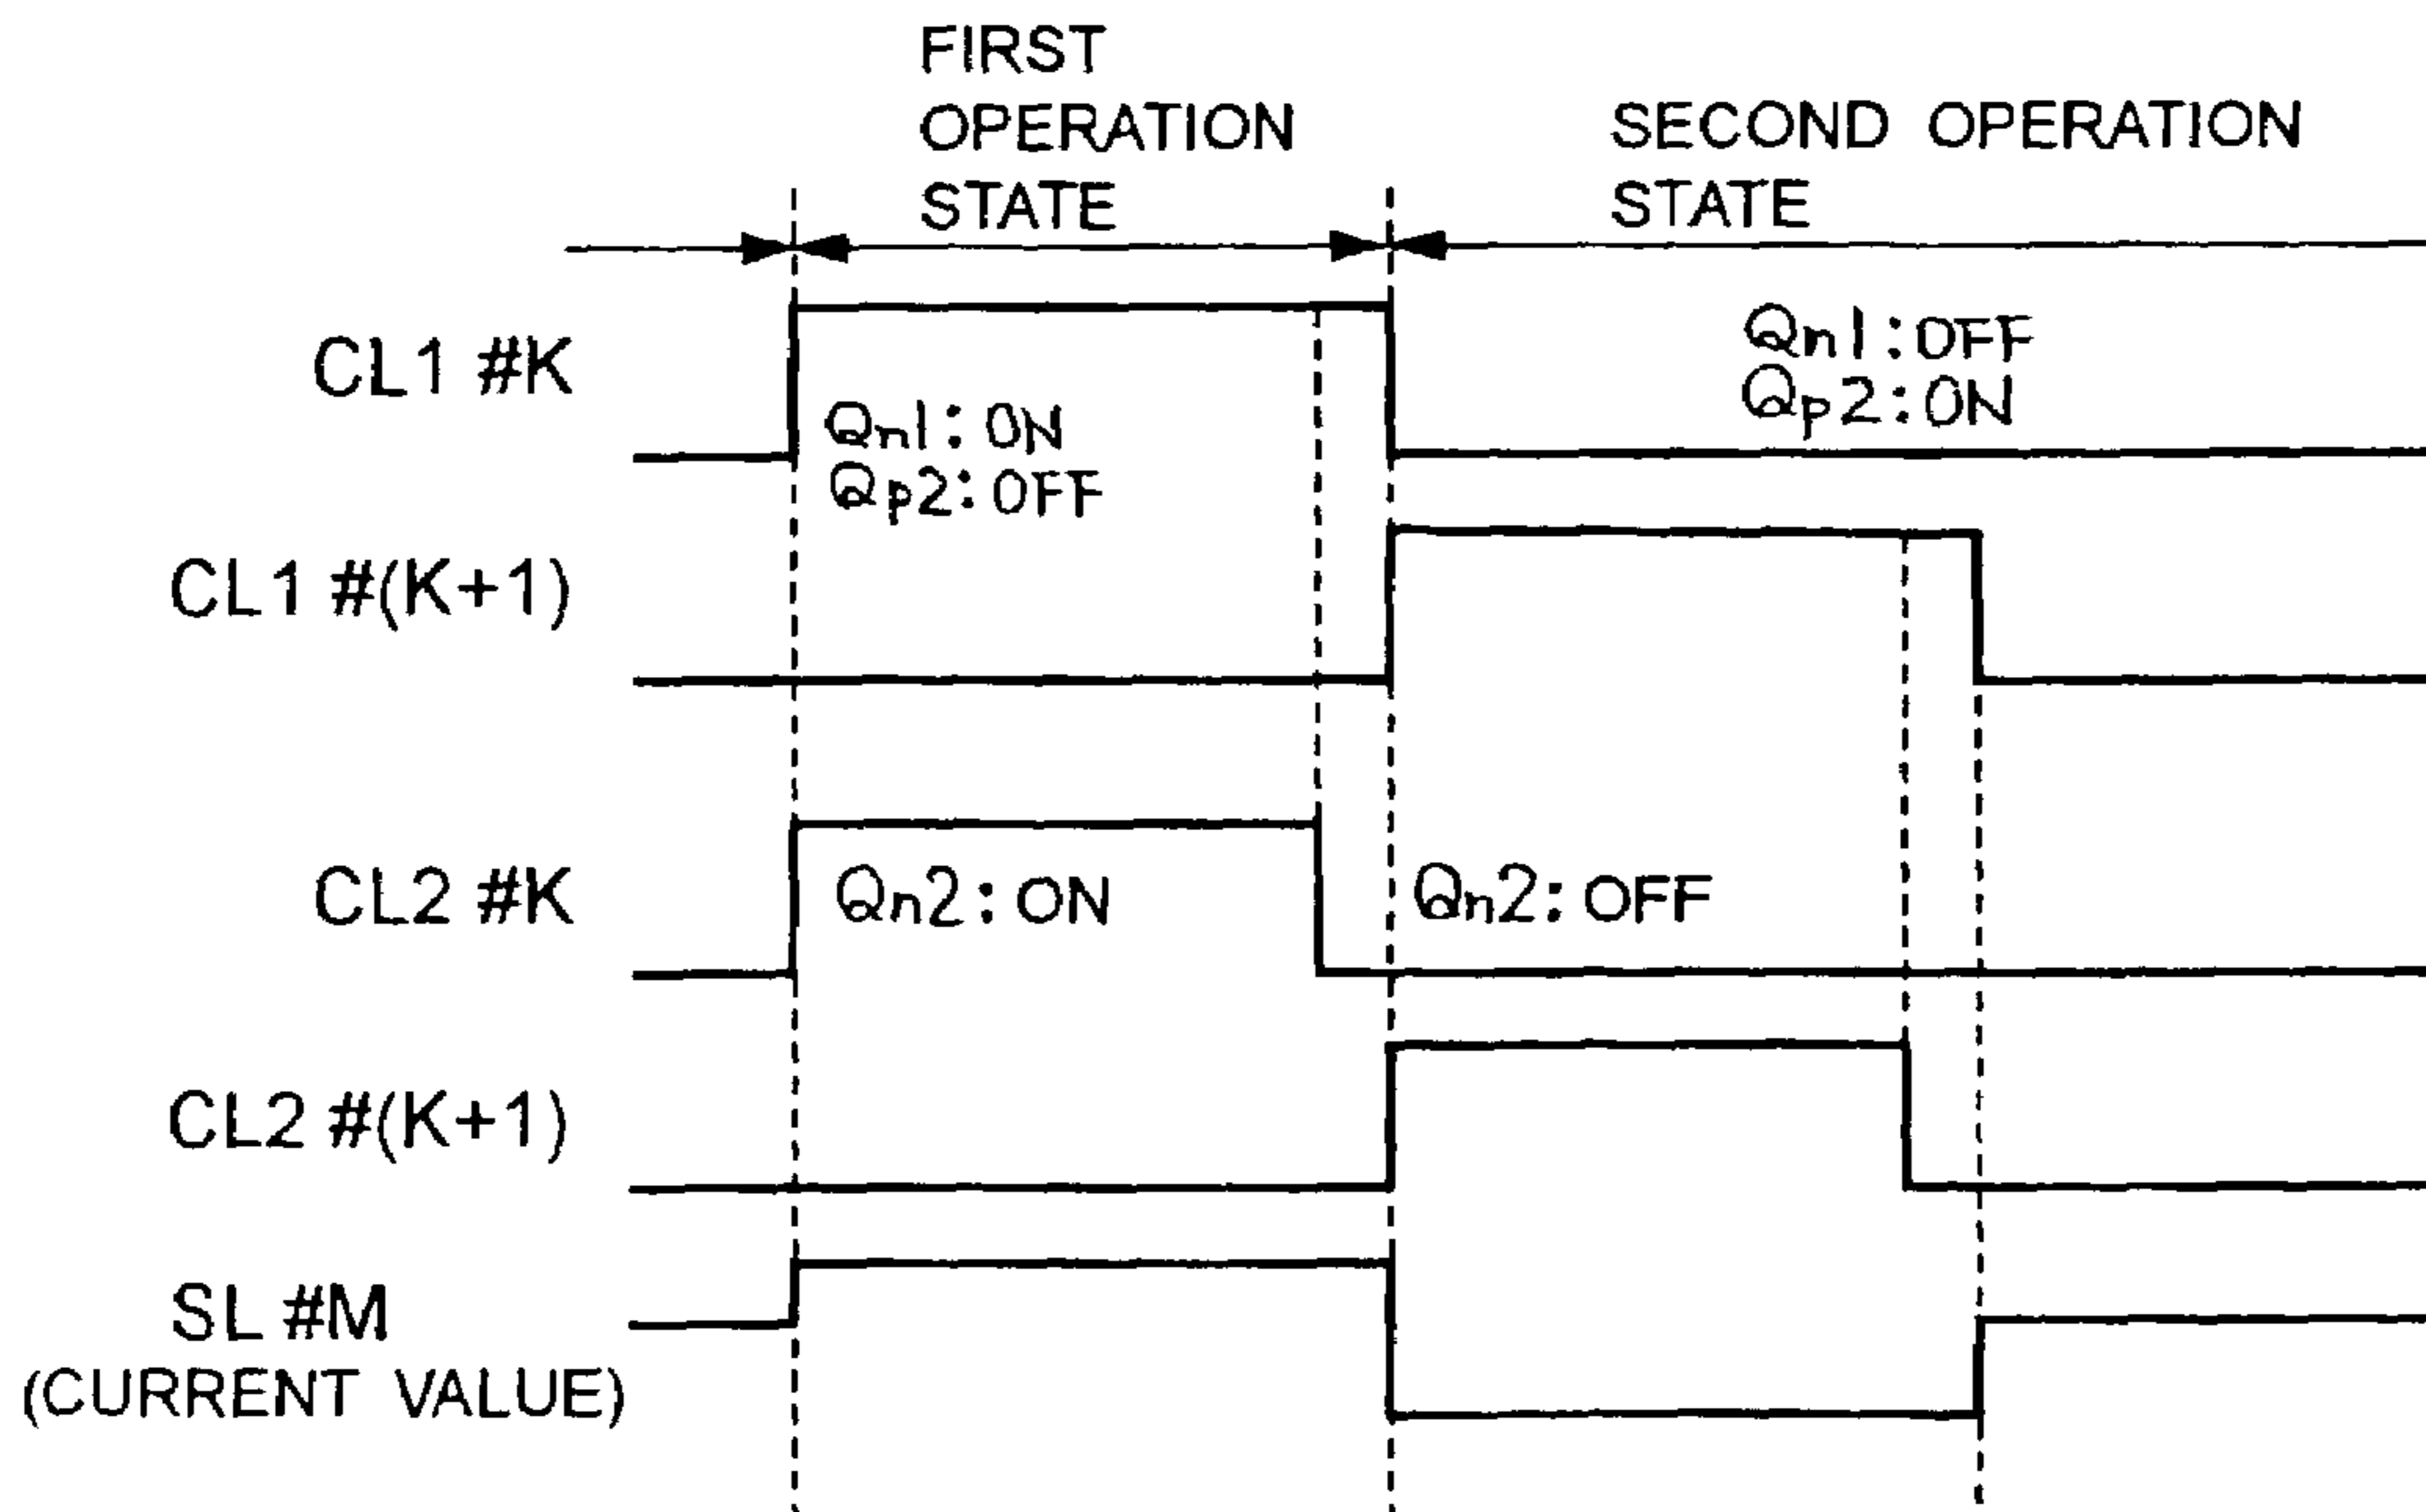 FIRST
OPERATION
STATE
SECOND OPERATION
STATE
CL1 #K
Qn1:ON
Qp2:OFF
Qn1:OFF
Qp2:ON
CL1 #(K+1)
CL2 #K
Qn2:ON
Qn2:OFF
CL2 #(K+1)
SL #M
(CURRENT VALUE)